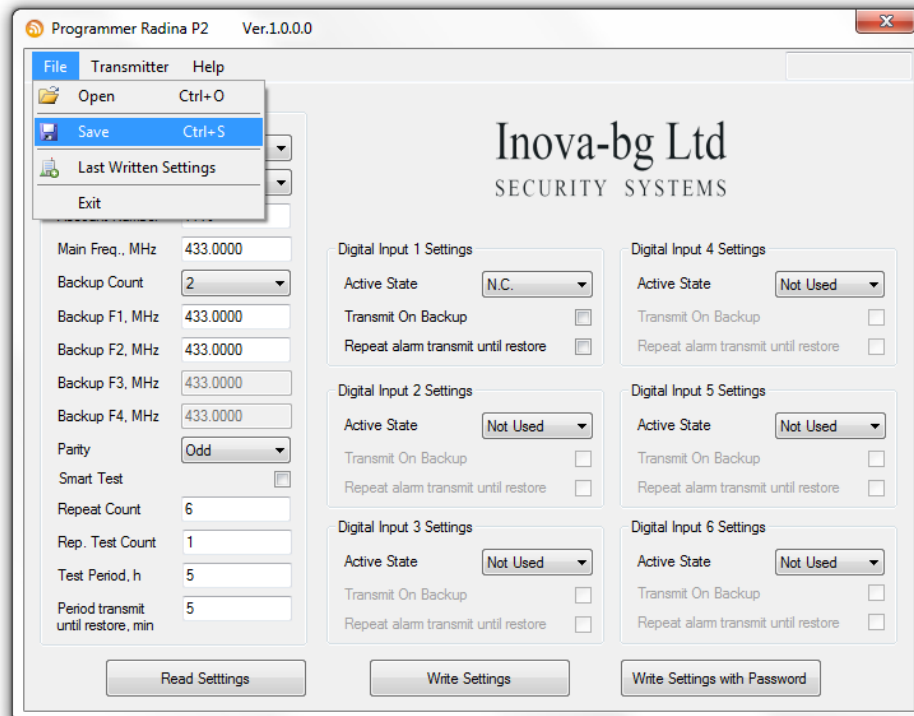 Programmer Radina P2 Ver.1.0.0.0
File Transmitter Help
Open Ctrl+O
Save Ctrl+S
Last Written Settings
Exit
Inova-bg Ltd
SECURITY SYSTEMS
Main Freq., MHz 433.0000
Backup Count 2
Backup F1, MHz 433.0000
Backup F2, MHz 433.0000
Backup F3, MHz 433.0000
Backup F4, MHz 433.0000
Parity Odd
Smart Test
Repeat Count 6
Rep. Test Count 1
Test Period, h 5
Period transmit
until restore, min 5
Digital Input 1 Settings
Active State N.C.
Transmit On Backup
Repeat alarm transmit until restore
Digital Input 2 Settings
Active State Not Used
Transmit On Backup
Repeat alarm transmit until restore
Digital Input 3 Settings
Active State Not Used
Transmit On Backup
Repeat alarm transmit until restore
Digital Input 4 Settings
Active State Not Used
Transmit On Backup
Repeat alarm transmit until restore
Digital Input 5 Settings
Active State Not Used
Transmit On Backup
Repeat alarm transmit until restore
Digital Input 6 Settings
Active State Not Used
Transmit On Backup
Repeat alarm transmit until restore
Read Setttings
Write Settings
Write Settings with Password